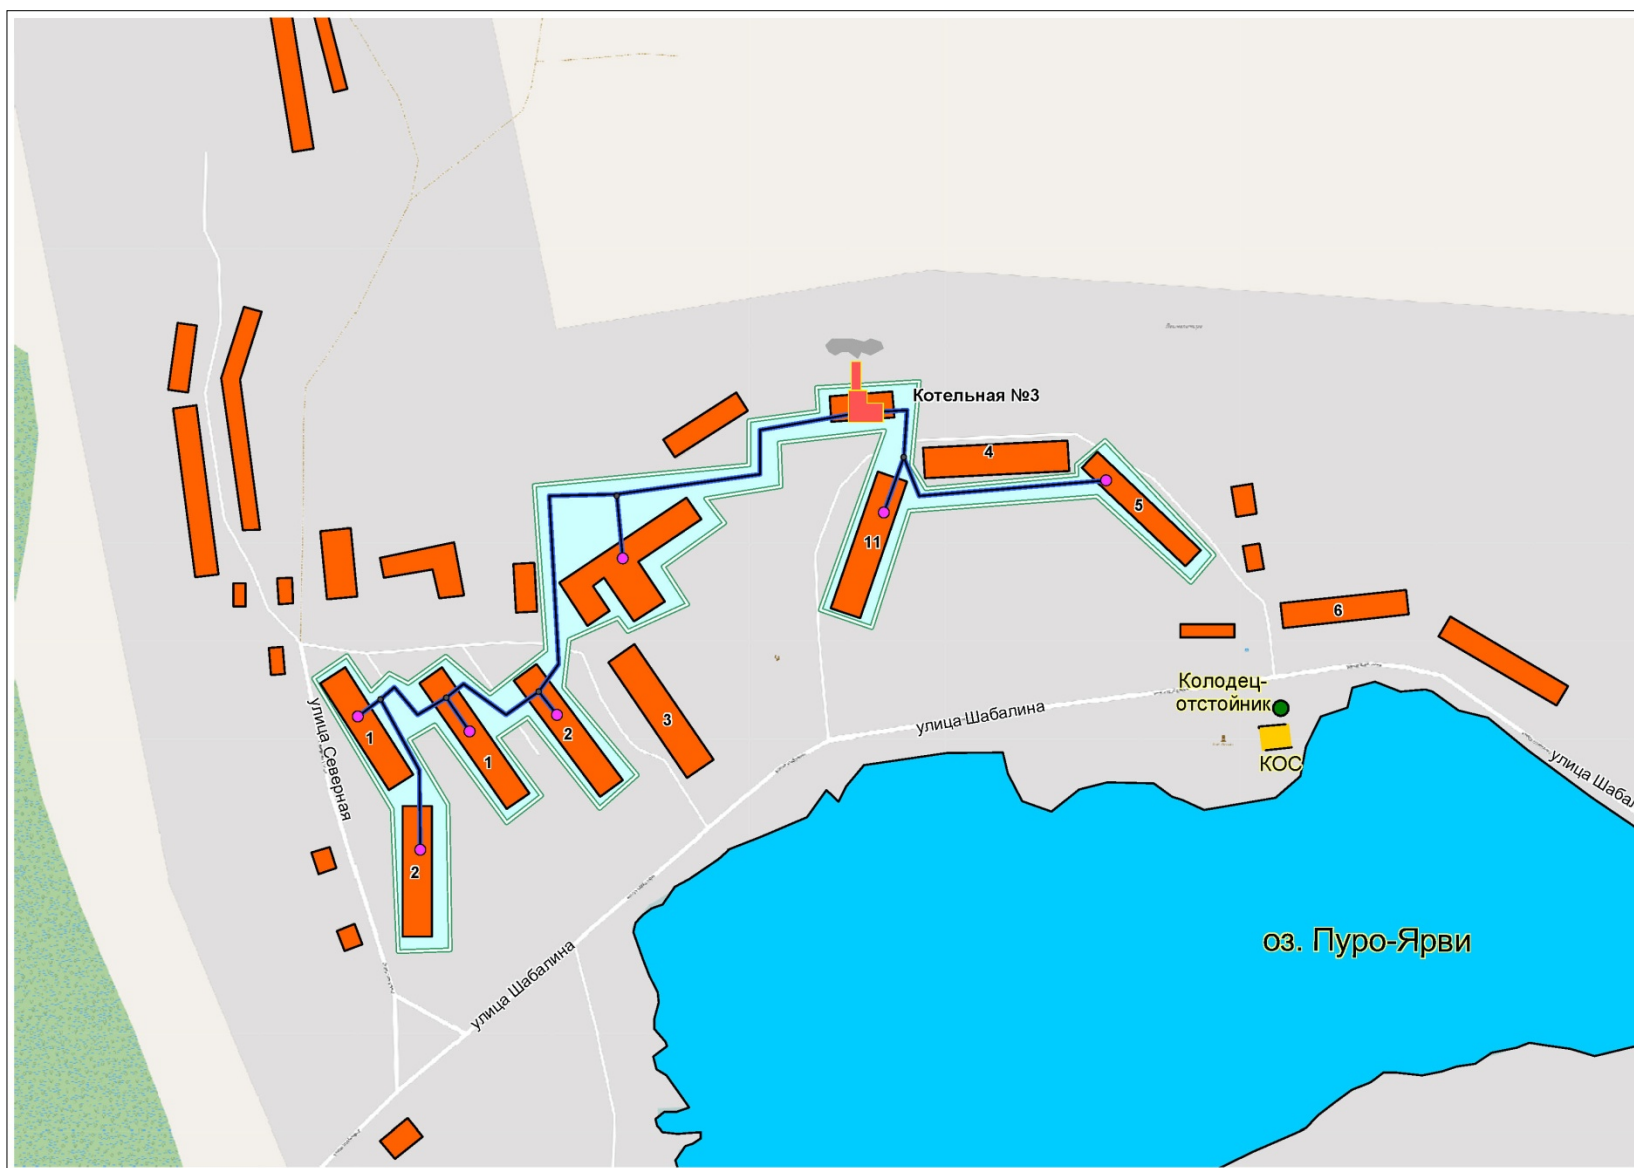 Котельная №3
4
5
11
6
3
1
1
2
2
улица Северная
улица Шабалина
Колодец-
отстойник
КОС
улица Шабал
улица Шабалина
оз. Пуро-Ярви